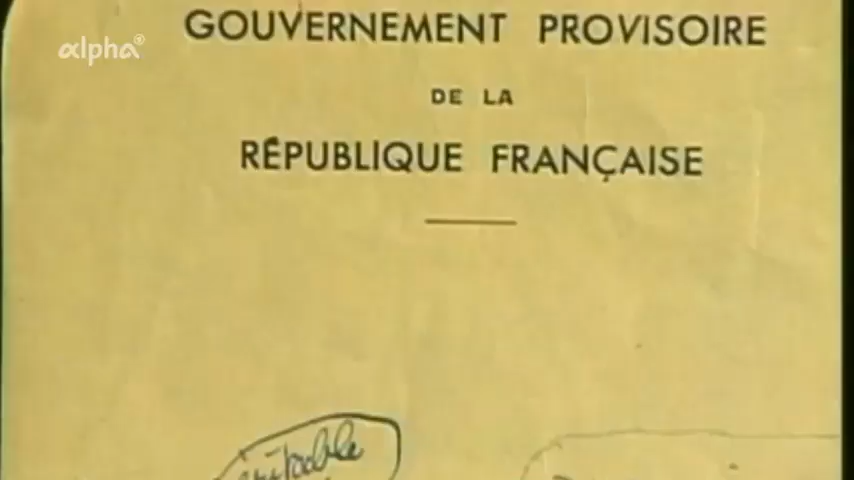 alpha
GOUVERNEMENT PROVISOIRE
DE LA
RÉPUBLIQUE FRANÇAISE